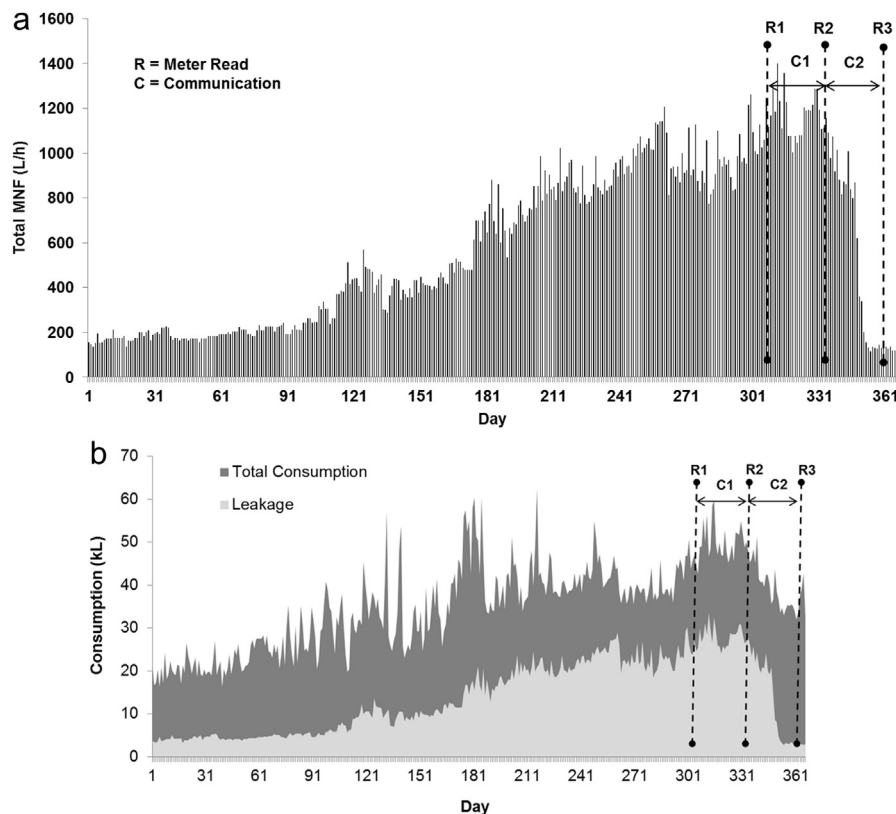 a
1600
1400
1200
1000
800
600
400
200
0
Total MNF (L/h)
R = Meter Read
C = Communication
R1 R2 R3
C1 C2
1 31 61 91 121 151 181 211 241 271 301 331 361
Day
b
70
60
50
40
30
20
10
0
Consumption (kL)
Total Consumption
Leakage
R1 R2 R3
C1 C2
1 31 61 91 121 151 181 211 241 271 301 331 361
Day